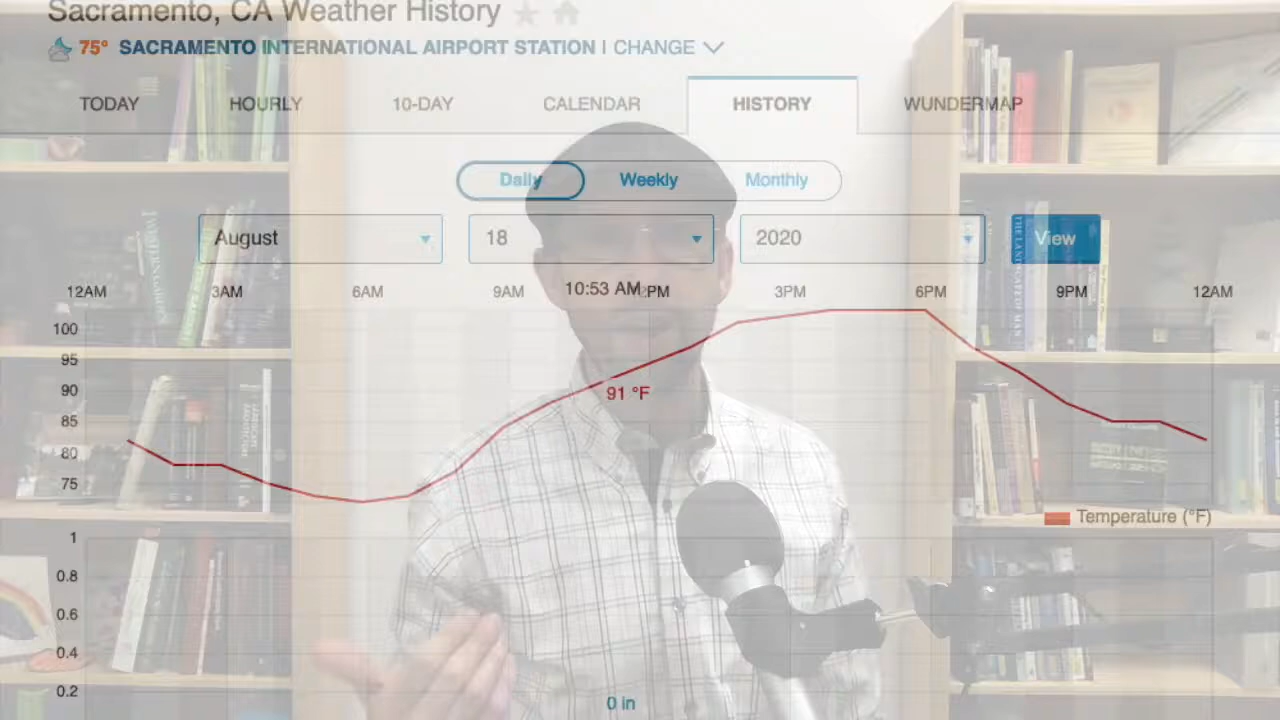 Sacramento, CA Weather History
75° SACRAMENTO INTERNATIONAL AIRPORT STATION | CHANGE
TODAY HOURLY 10-DAY CALENDAR HISTORY WUNDERMAP
Daily Weekly Monthly
August 18 2020 View
12AM 3AM 6AM 9AM 10:53 AM PM 3PM 6PM 9PM 12AM
100
95
90
91 °F
85
80
75
Temperature (°F)
1
0.8
0.6
0.4
0.2
0 in